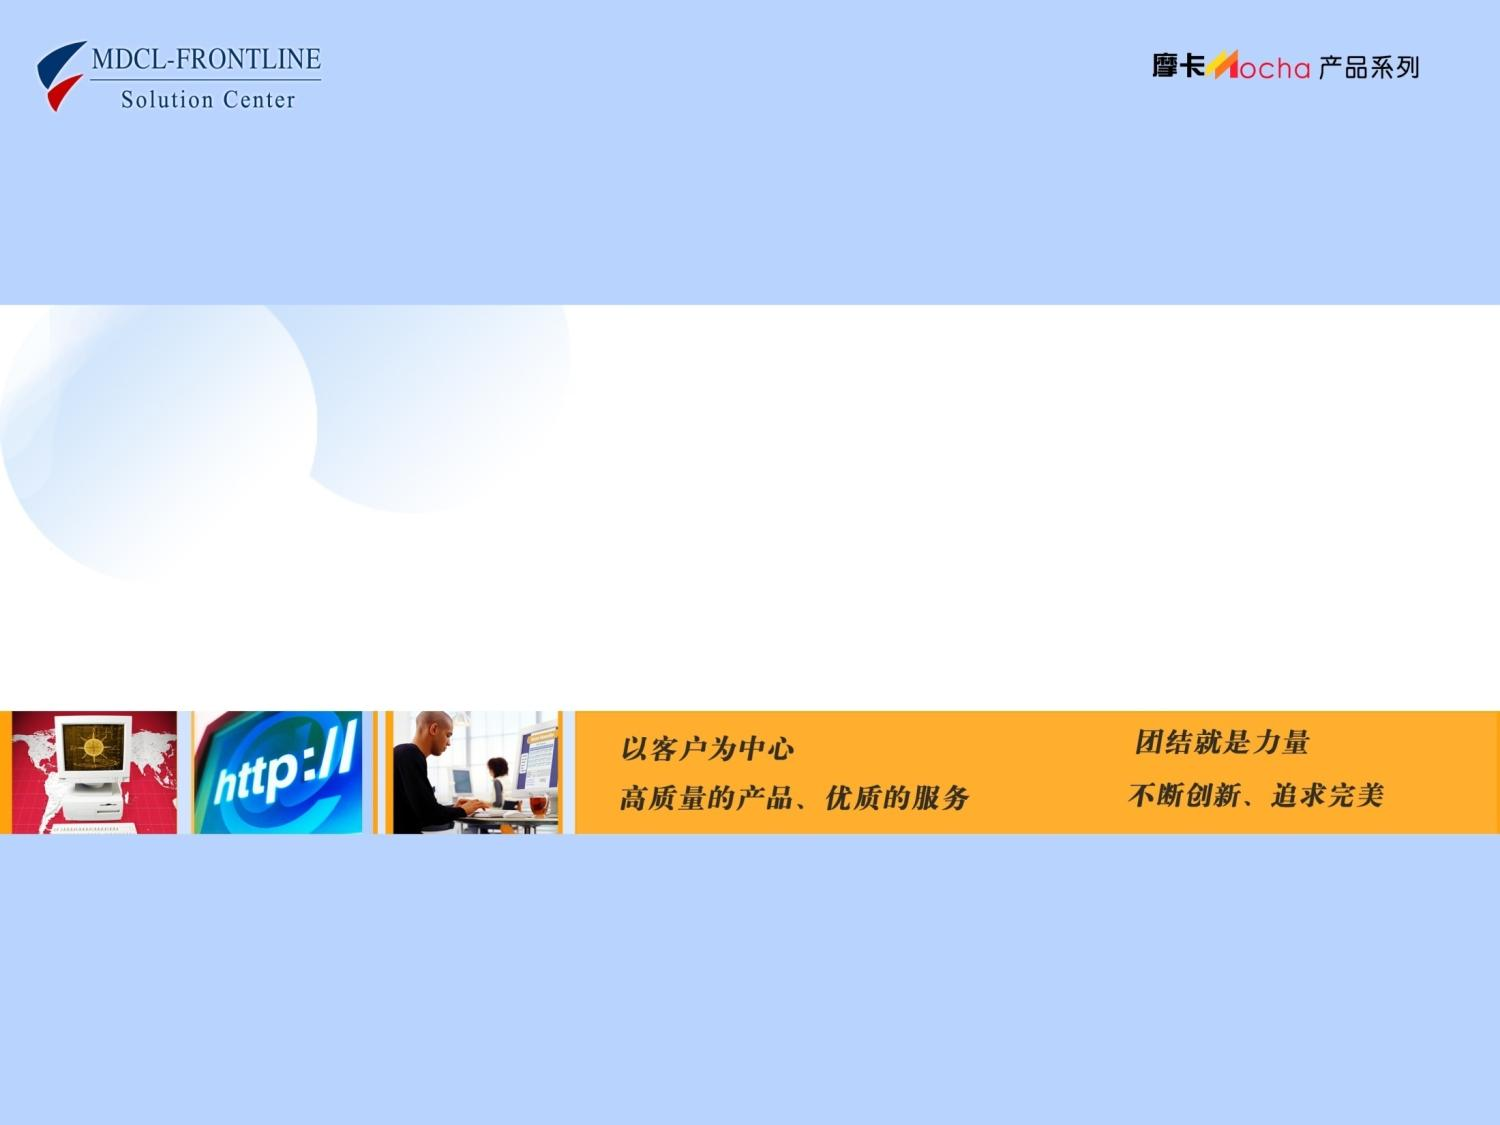 MDCL-FRONTLINE
Solution Center
摩卡Mocha 产品系列
http://
以客户为中心
团结就是力量
高质量的产品、优质的服务
不断创新、追求完美